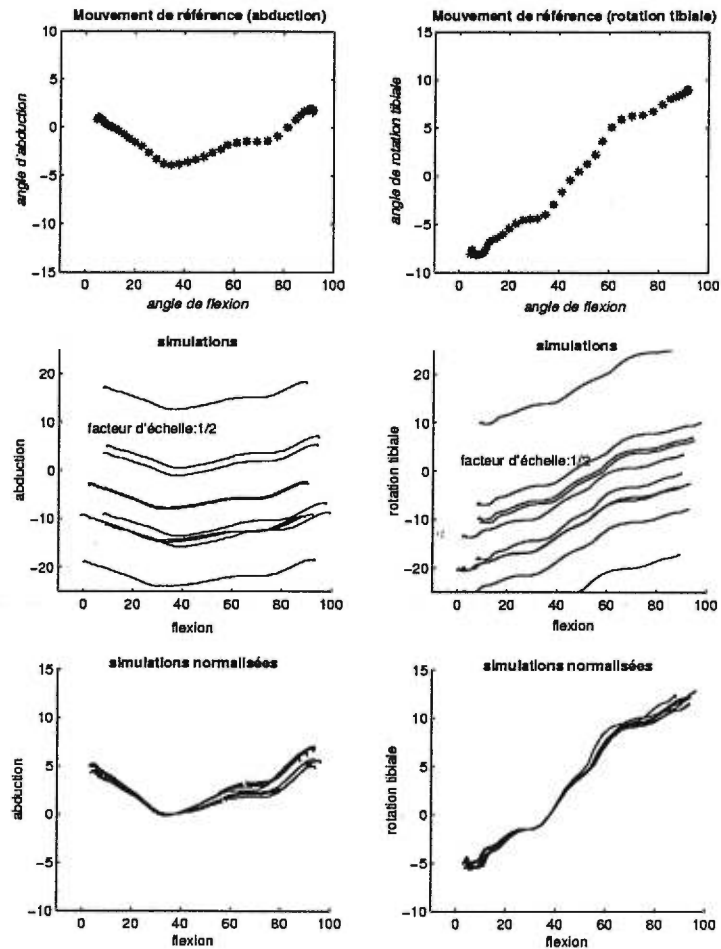 Mouvement de référence (abduction)
10
5
0
−5
−10
−15
angle d'abduction
0 20 40 60 80 100
angle de flexion
Mouvement de référence (rotation tibiale)
15
10
5
0
−5
−10
angle de rotation tibiale
0 20 40 60 80 100
angle de flexion
simulations
20
10
0
−10
−20
abduction
facteur d'échelle:1/2
0 20 40 60 80 100
flexion
simulations
20
10
0
−10
−20
rotation tibiale
facteur d'échelle:1/2
0 20 40 60 80 100
flexion
simulations normalisées
15
10
5
0
−5
−10
abduction
0 20 40 60 80 100
flexion
simulations normalisées
15
10
5
0
−5
−10
rotation tibiale
0 20 40 60 80 100
flexion